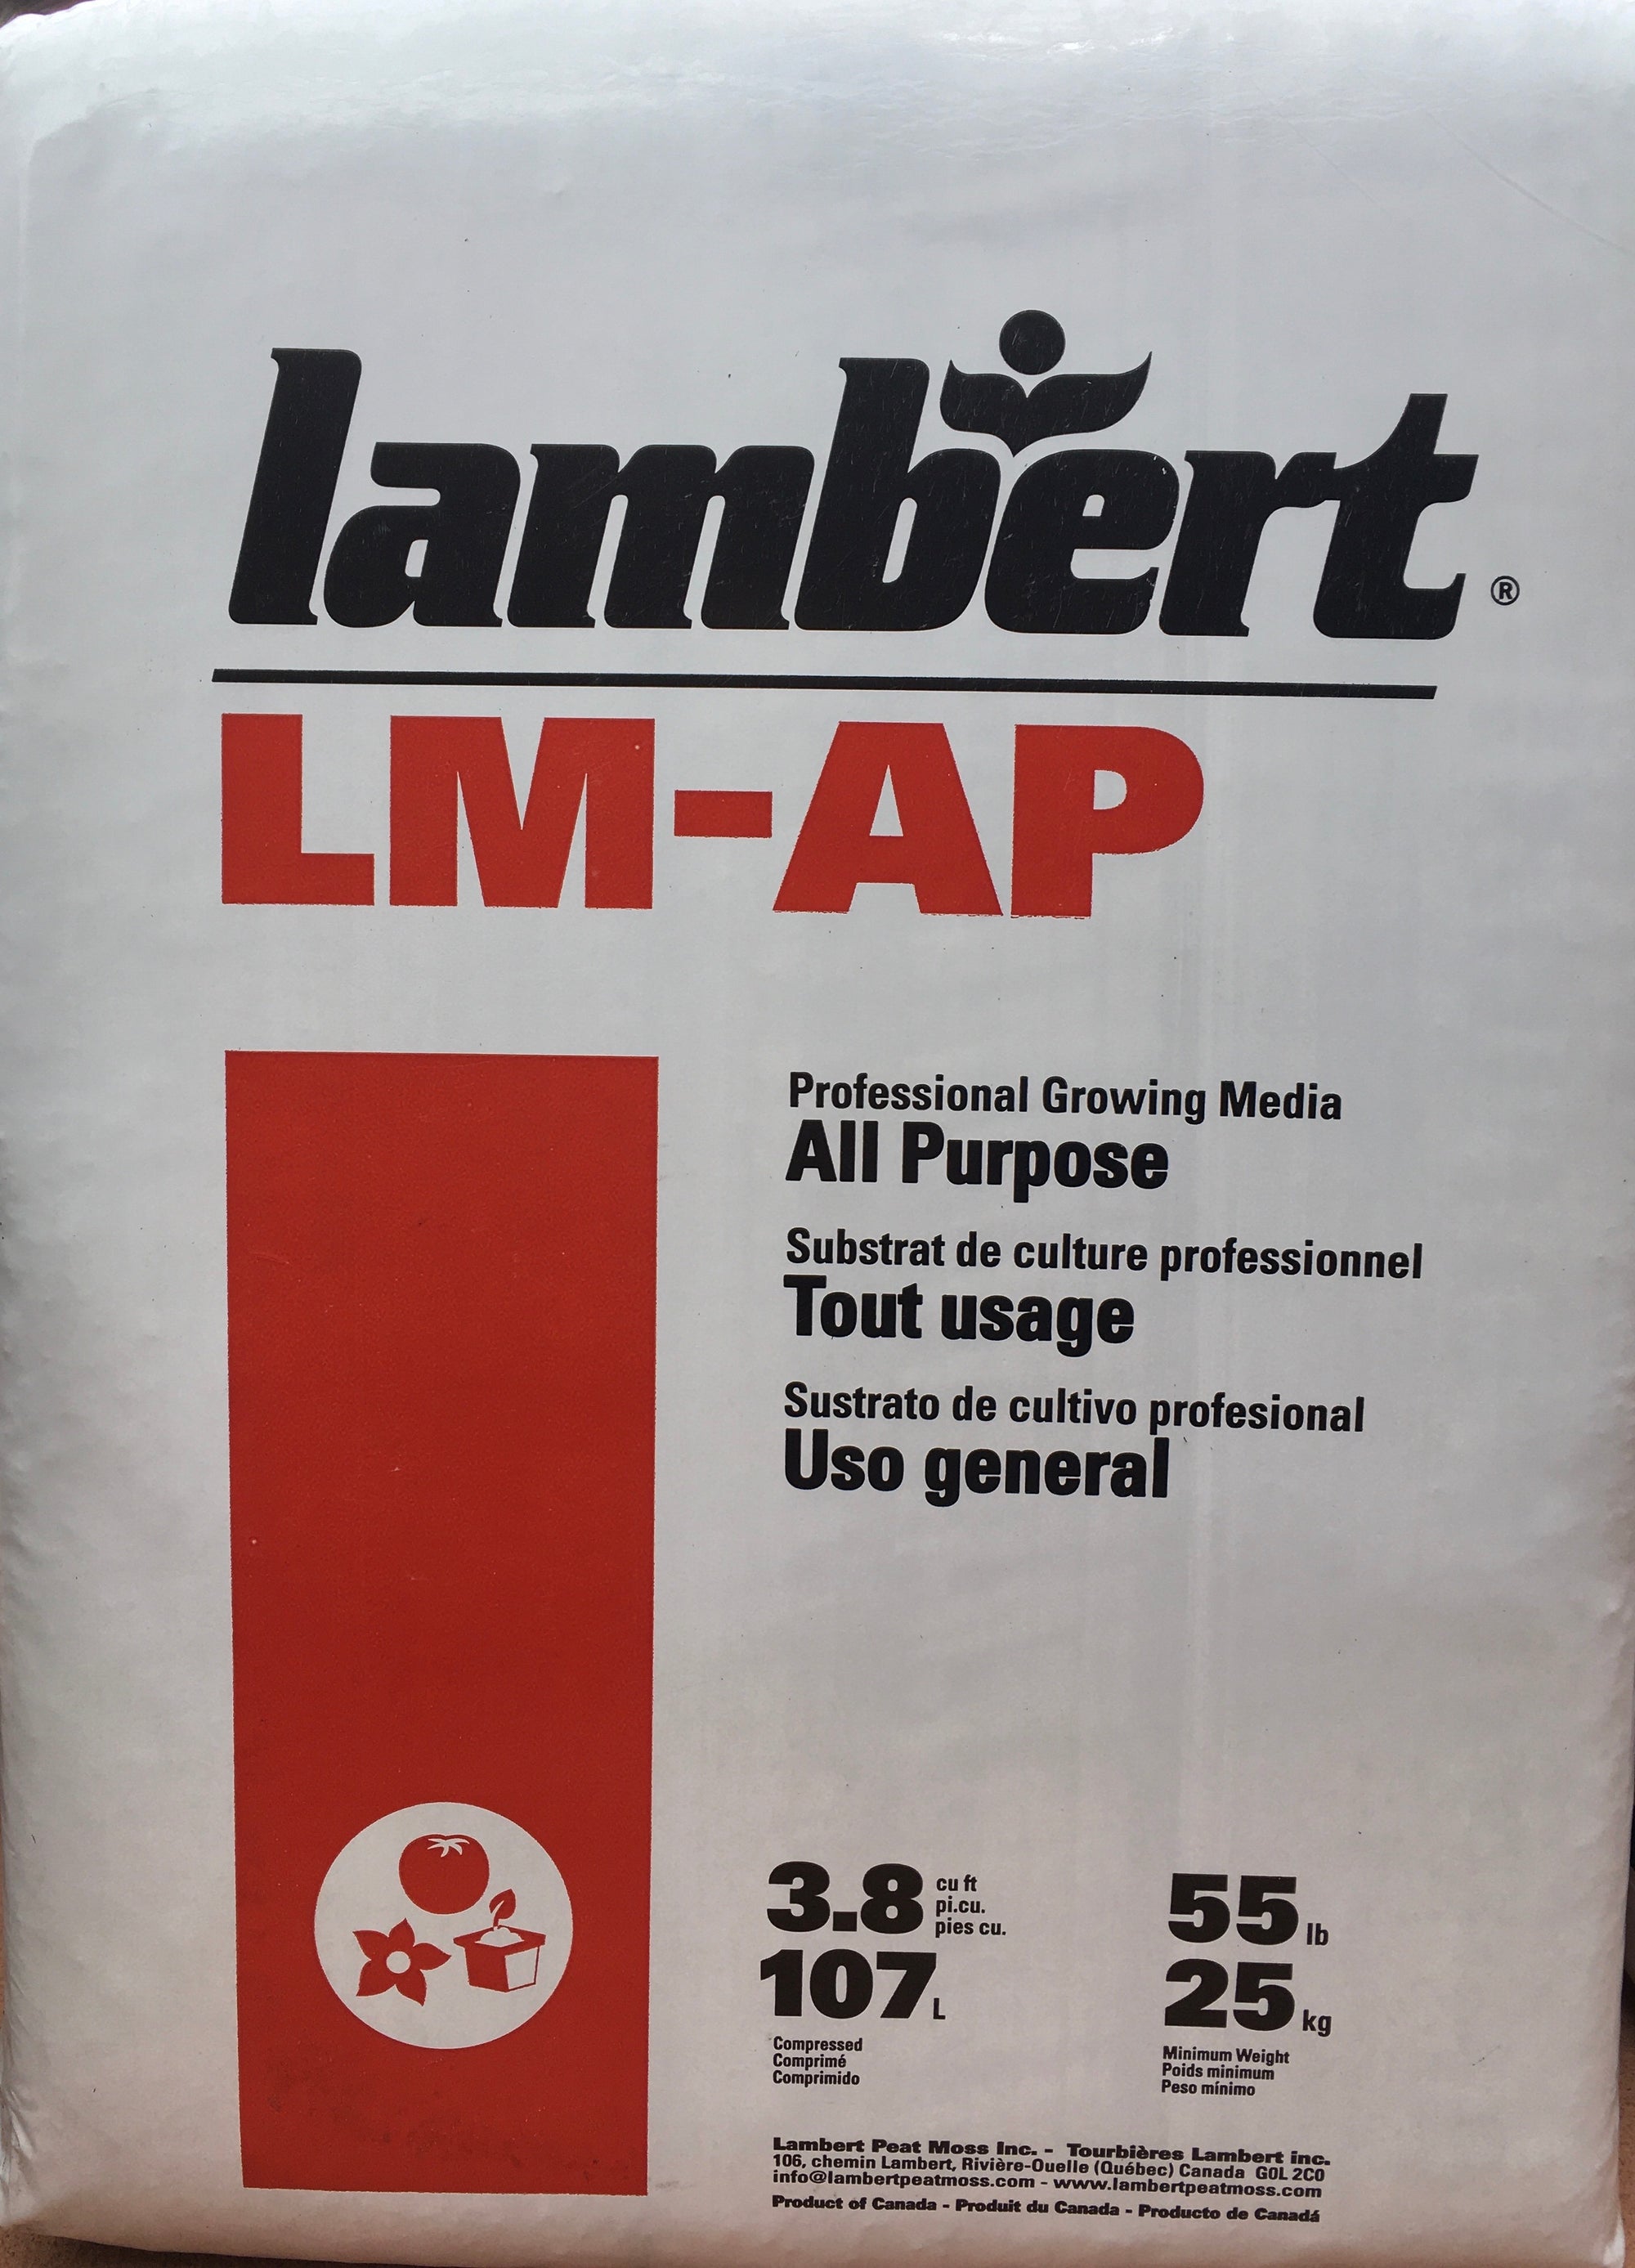 lambert®
LM-AP
Professional Growing Media
All Purpose
Substrat de culture professionnel
Tout usage
Sustrato de cultivo profesional
Uso general
3.8 cu ft
pi.cu.
pies cu.
107 L
Compressed
Comprimé
Comprimido
55 lb
25 kg
Minimum Weight
Poids minimum
Peso mínimo
Lambert Peat Moss Inc. - Tourbières Lambert inc.
106, chemin Lambert, Rivière-Ouelle (Québec) Canada G0L 2C0
info@lambertpeatmoss.com - www.lambertpeatmoss.com
Product of Canada - Produit du Canada - Producto de Canadá